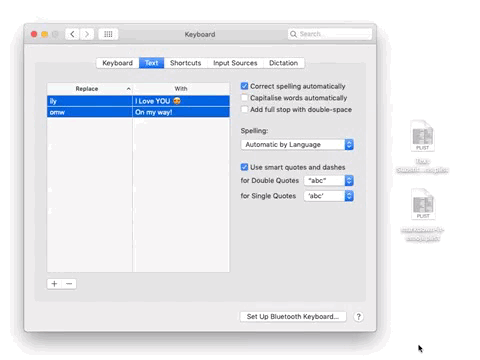 Keyboard
Search...
Keyboard Text Shortcuts Input Sources Dictation
Replace With
ily I Love YOU 😍
omw On my way!
Correct spelling automatically
Capitalise words automatically
Add full stop with double-space
Spelling:
Automatic by Language
Use smart quotes and dashes
for Double Quotes “abc”
for Single Quotes ‘abc’
+ −
Set Up Bluetooth Keyboard... ?
PLIST
Text
PLIST